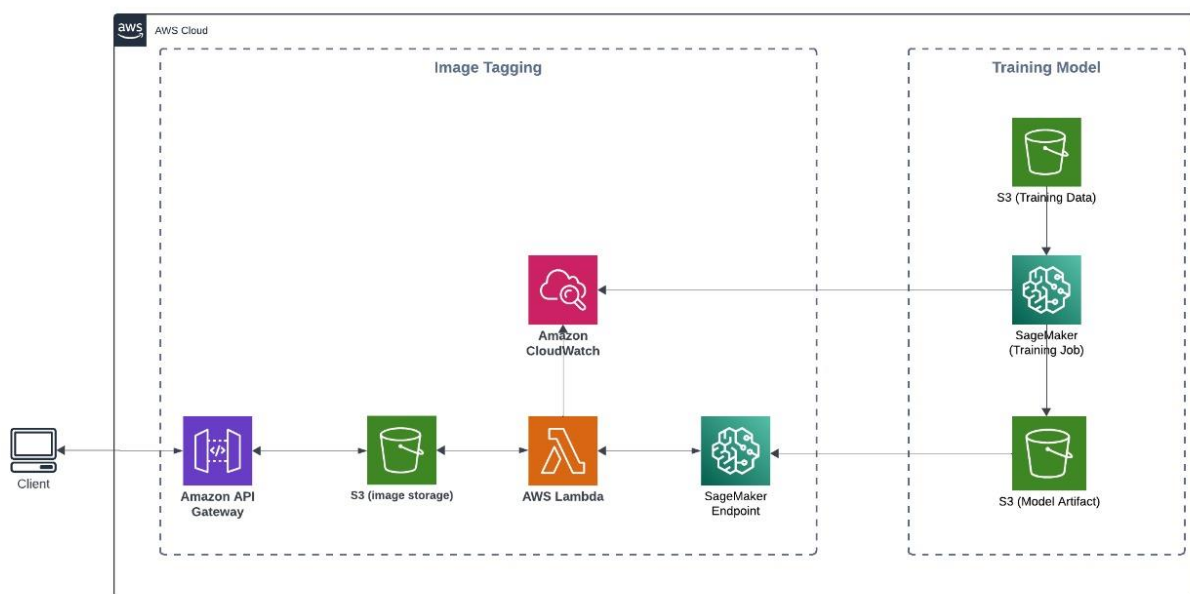 aws
AWS Cloud
Image Tagging
Training Model
S3 (Training Data)
Amazon
CloudWatch
SageMaker
(Training Job)
Client
Amazon API
Gateway
</>
S3 (image storage)
AWS Lambda
SageMaker
Endpoint
S3 (Model Artifact)